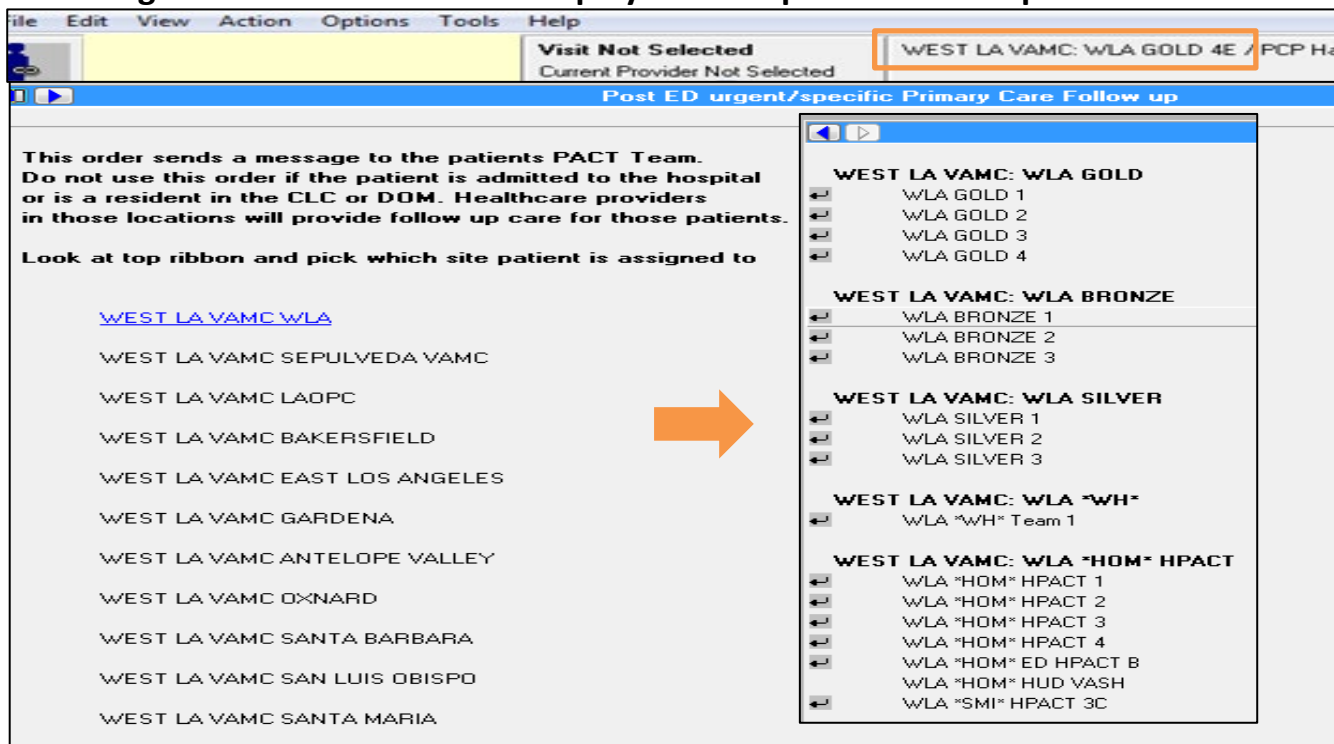 File Edit View Action Options Tools Help
Visit Not Selected
Current Provider Not Selected
WEST LA VAMC: WLA GOLD 4E / PCP Ha
Post ED urgent/specific Primary Care Follow up
This order sends a message to the patients PACT Team.
Do not use this order if the patient is admitted to the hospital
or is a resident in the CLC or DOM. Healthcare providers
in those locations will provide follow up care for those patients.
Look at top ribbon and pick which site patient is assigned to
WEST LA VAMC WLA
WEST LA VAMC SEPULVEDA VAMC
WEST LA VAMC LAOPC
WEST LA VAMC BAKERSFIELD
WEST LA VAMC EAST LOS ANGELES
WEST LA VAMC GARDENA
WEST LA VAMC ANTELOPE VALLEY
WEST LA VAMC OXNARD
WEST LA VAMC SANTA BARBARA
WEST LA VAMC SAN LUIS OBISPO
WEST LA VAMC SANTA MARIA
WEST LA VAMC: WLA GOLD
WLA GOLD 1
WLA GOLD 2
WLA GOLD 3
WLA GOLD 4
WEST LA VAMC: WLA BRONZE
WLA BRONZE 1
WLA BRONZE 2
WLA BRONZE 3
WEST LA VAMC: WLA SILVER
WLA SILVER 1
WLA SILVER 2
WLA SILVER 3
WEST LA VAMC: WLA *WH*
WLA *WH* Team 1
WEST LA VAMC: WLA *HOM* HPACT
WLA *HOM* HPACT 1
WLA *HOM* HPACT 2
WLA *HOM* HPACT 3
WLA *HOM* HPACT 4
WLA *HOM* ED HPACT B
WLA *HOM* HUD VASH
WLA *SMI* HPACT 3C